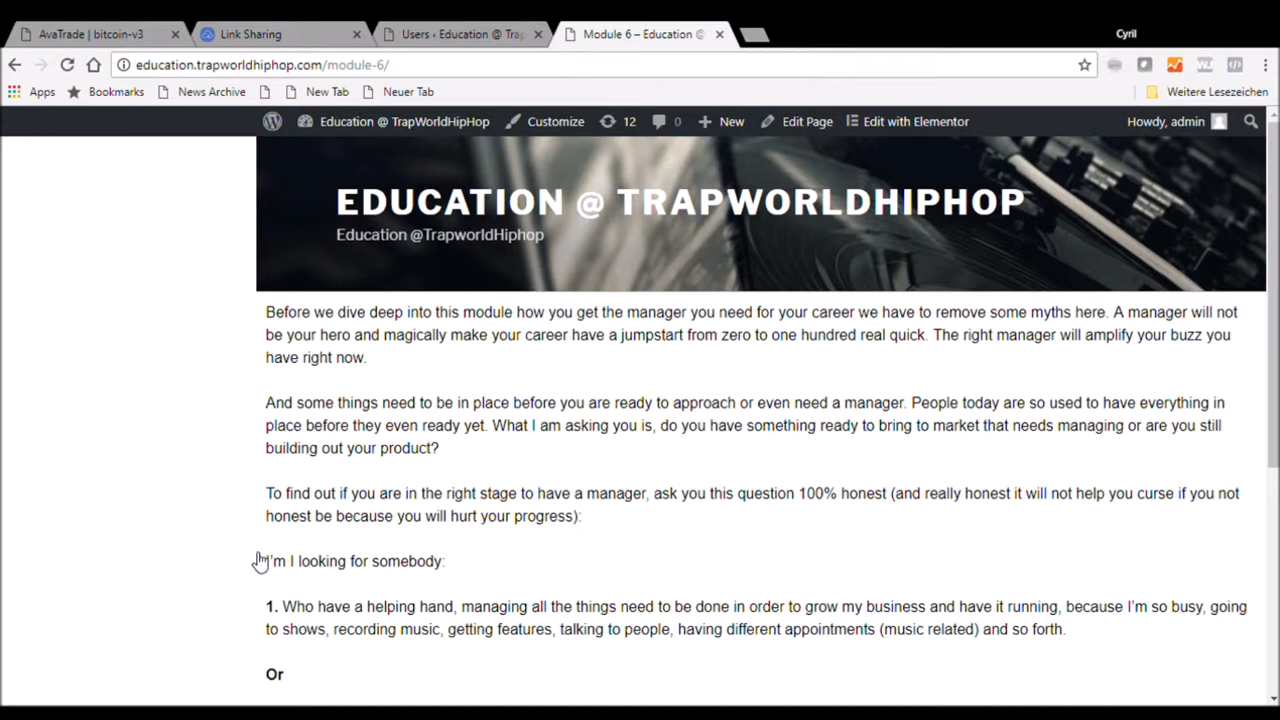 AvaTrade | bitcoin-v3
Link Sharing
Users ‹ Education @ Trap
Module 6 – Education @
Cyril
education.trapworldhiphop.com/module-6/
Apps
Bookmarks
News Archive
New Tab
Neuer Tab
Weitere Lesezeichen
Education @ TrapWorldHipHop
Customize
12
0
New
Edit Page
Edit with Elementor
Howdy, admin
EDUCATION @ TRAPWORLDHIPHOP
Education @TrapworldHiphop
Before we dive deep into this module how you get the manager you need for your career we have to remove some myths here. A manager will not
be your hero and magically make your career have a jumpstart from zero to one hundred real quick. The right manager will amplify your buzz you
have right now.
And some things need to be in place before you are ready to approach or even need a manager. People today are so used to have everything in
place before they even ready yet. What I am asking you is, do you have something ready to bring to market that needs managing or are you still
building out your product?
To find out if you are in the right stage to have a manager, ask you this question 100% honest (and really honest it will not help you curse if you not
honest be because you will hurt your progress):
I'm I looking for somebody:
1. Who have a helping hand, managing all the things need to be done in order to grow my business and have it running, because I'm so busy, going
to shows, recording music, getting features, talking to people, having different appointments (music related) and so forth.
Or